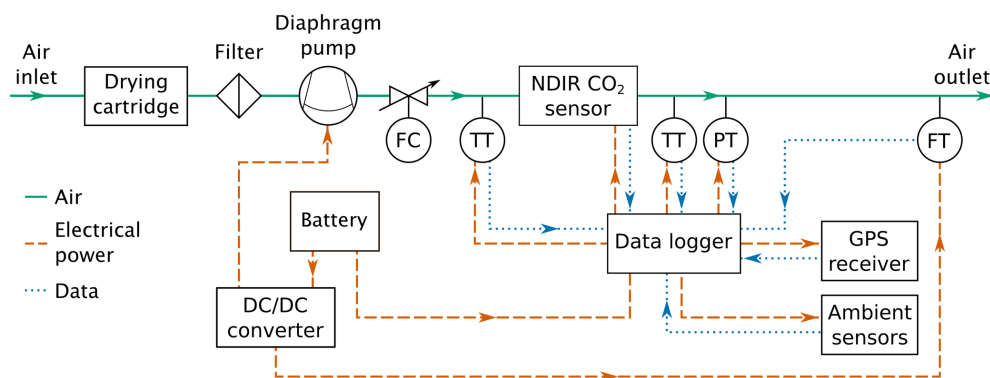 Diaphragm
pump
Air
inlet
Filter
Air
outlet
Drying
cartridge
NDIR CO₂
sensor
FC
TT
TT
PT
FT
Air
Electrical
power
Data
Battery
Data logger
GPS
receiver
DC/DC
converter
Ambient
sensors